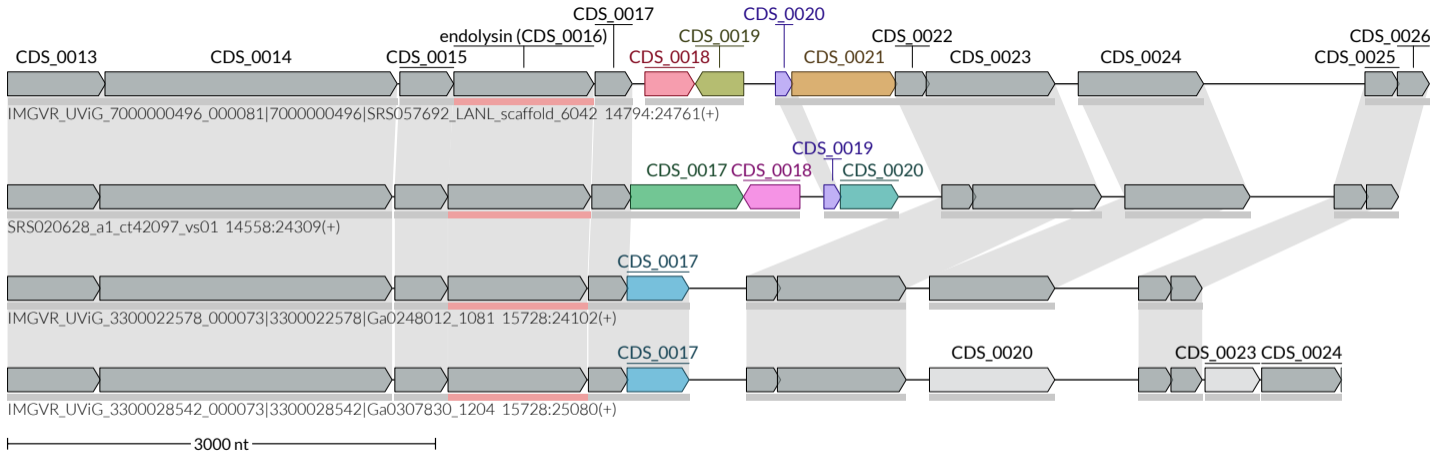 CDS_0017
CDS_0020
endolysin (CDS_0016)
CDS_0019
CDS_0022
CDS_0026
CDS_0013
CDS_0014
CDS_0015
CDS_0018
CDS_0021
CDS_0023
CDS_0024
CDS_0025
IMGVR_UViG_7000000496_000081|7000000496|SRS057692_LANL_scaffold_6042 14794:24761(+)
CDS_0019
CDS_0017
CDS_0018
CDS_0020
SRS020628_a1_ct42097_vs01 14558:24309(+)
CDS_0017
IMGVR_UViG_3300022578_000073|3300022578|Ga0248012_1081 15728:24102(+)
CDS_0017
CDS_0020
CDS_0023
CDS_0024
IMGVR_UViG_3300028542_000073|3300028542|Ga0307830_1204 15728:25080(+)
3000 nt